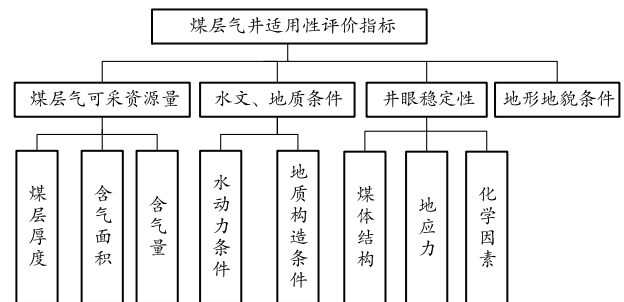 煤层气井适用性评价指标
煤层气可采资源量
水文、地质条件
井眼稳定性
地形地貌条件
煤层厚度
含气面积
含气量
水动力条件
地质构造条件
煤体结构
地应力
化学因素